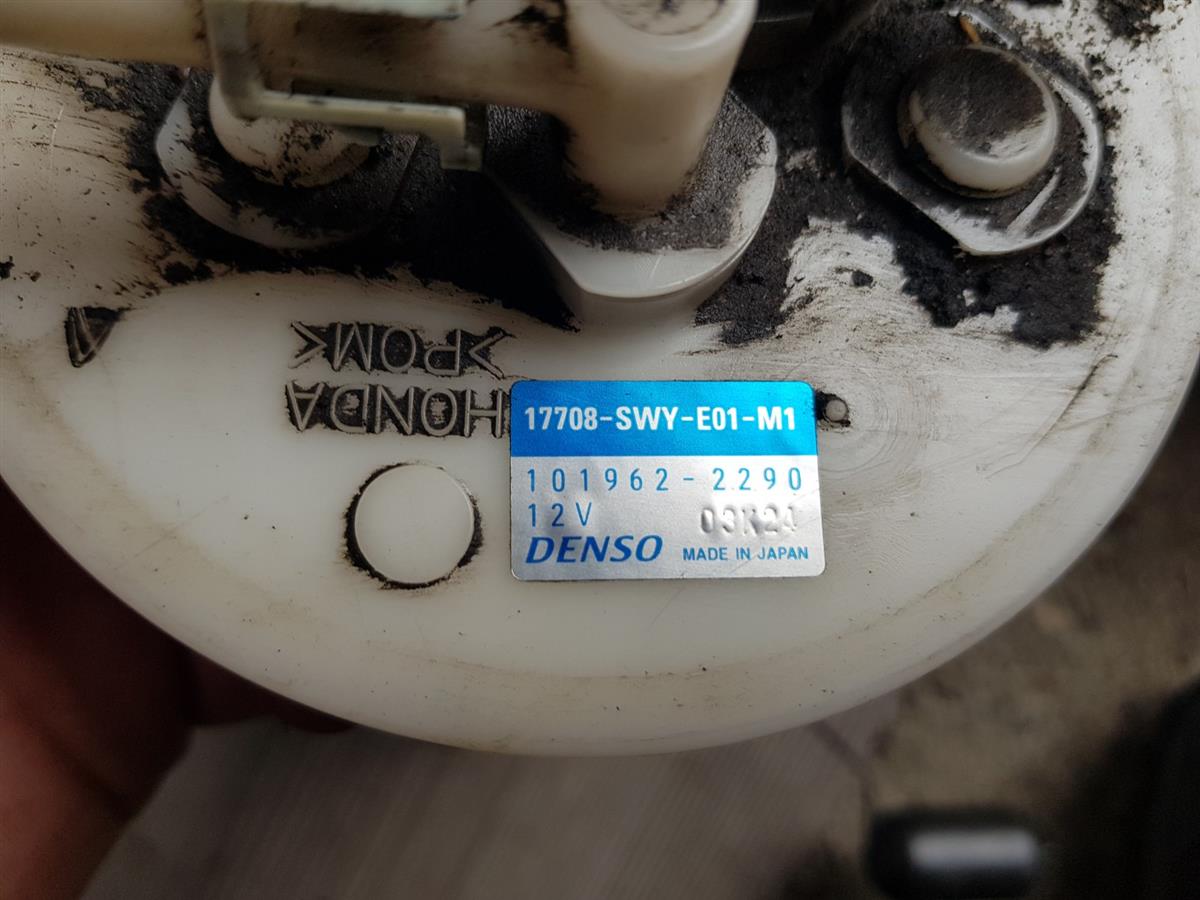 >POM<
HONDA
17708-SWY-E01-M1
101962-2290
12V 03K24
DENSO MADE IN JAPAN